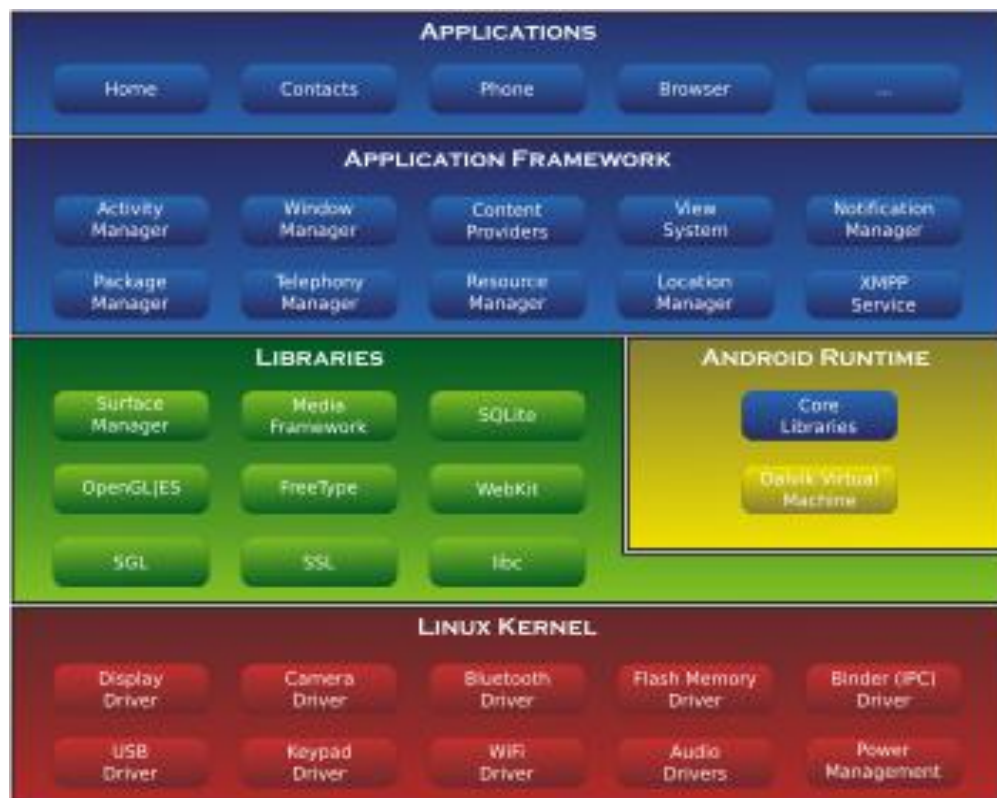 APPLICATIONS
Home
Contacts
Phone
Browser
...
APPLICATION FRAMEWORK
Activity
Manager
Window
Manager
Content
Providers
View
System
Notification
Manager
Package
Manager
Telephony
Manager
Resource
Manager
Location
Manager
XMPP
Service
LIBRARIES
Surface
Manager
Media
Framework
SQLite
OpenGL|ES
FreeType
WebKit
SGL
SSL
libc
ANDROID RUNTIME
Core
Libraries
Dalvik Virtual
Machine
LINUX KERNEL
Display
Driver
Camera
Driver
Bluetooth
Driver
Flash Memory
Driver
Binder (IPC)
Driver
USB
Driver
Keypad
Driver
WiFi
Driver
Audio
Drivers
Power
Management